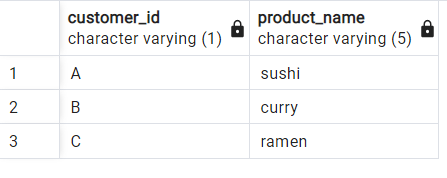 customer_id product_name
character varying (1) character varying (5)
1 A sushi
2 B curry
3 C ramen